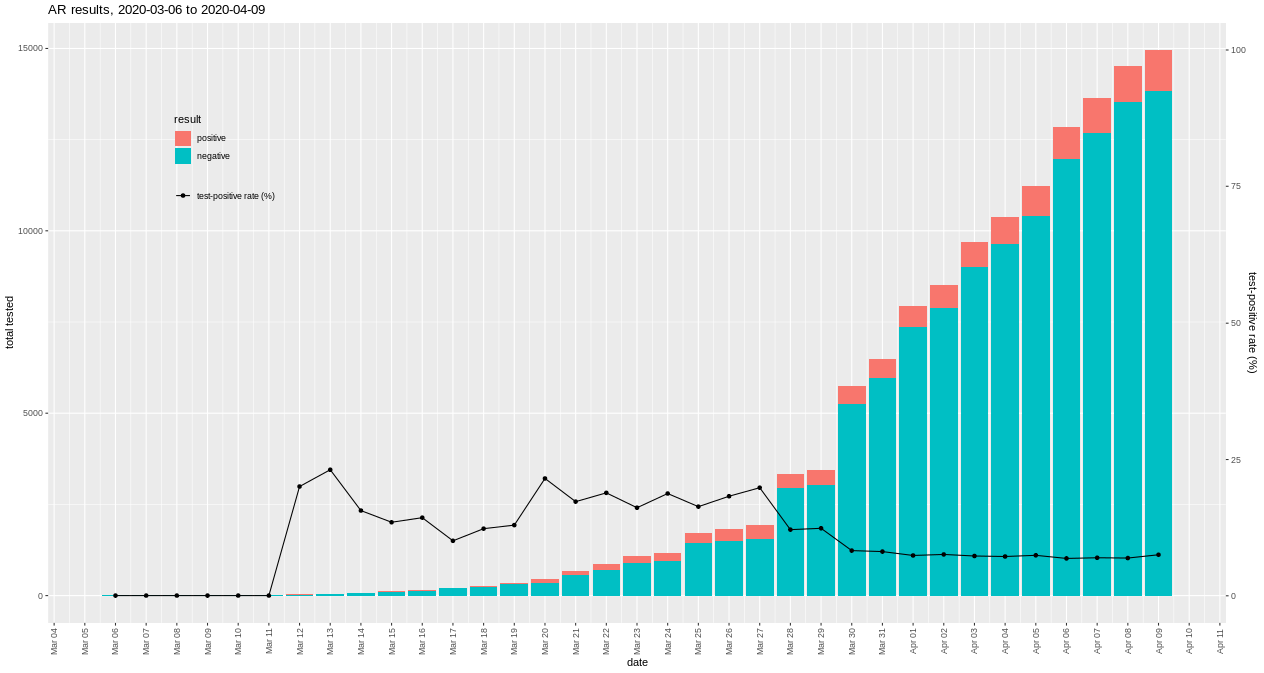 AR results, 2020-03-06 to 2020-04-09
15000
10000
5000
0
total tested
result
positive
negative
test-positive rate (%)
100
75
50
25
0
test-positive rate (%)
Mar 04
Mar 05
Mar 06
Mar 07
Mar 08
Mar 09
Mar 10
Mar 11
Mar 12
Mar 13
Mar 14
Mar 15
Mar 16
Mar 17
Mar 18
Mar 19
Mar 20
Mar 21
Mar 22
Mar 23
Mar 24
Mar 25
Mar 26
Mar 27
Mar 28
Mar 29
Mar 30
Mar 31
Apr 01
Apr 02
Apr 03
Apr 04
Apr 05
Apr 06
Apr 07
Apr 08
Apr 09
Apr 10
Apr 11
date